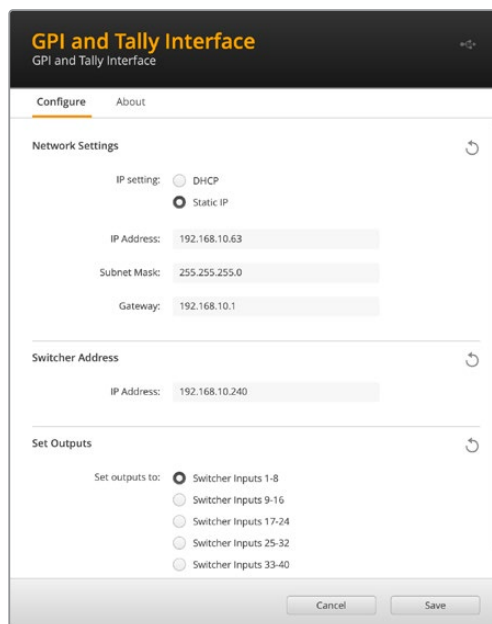 GPI and Tally Interface
GPI and Tally Interface
Configure About
Network Settings
IP setting: DHCP
Static IP
IP Address: 192.168.10.63
Subnet Mask: 255.255.255.0
Gateway: 192.168.10.1
Switcher Address
IP Address: 192.168.10.240
Set Outputs
Set outputs to: Switcher Inputs 1-8
Switcher Inputs 9-16
Switcher Inputs 17-24
Switcher Inputs 25-32
Switcher Inputs 33-40
Cancel Save